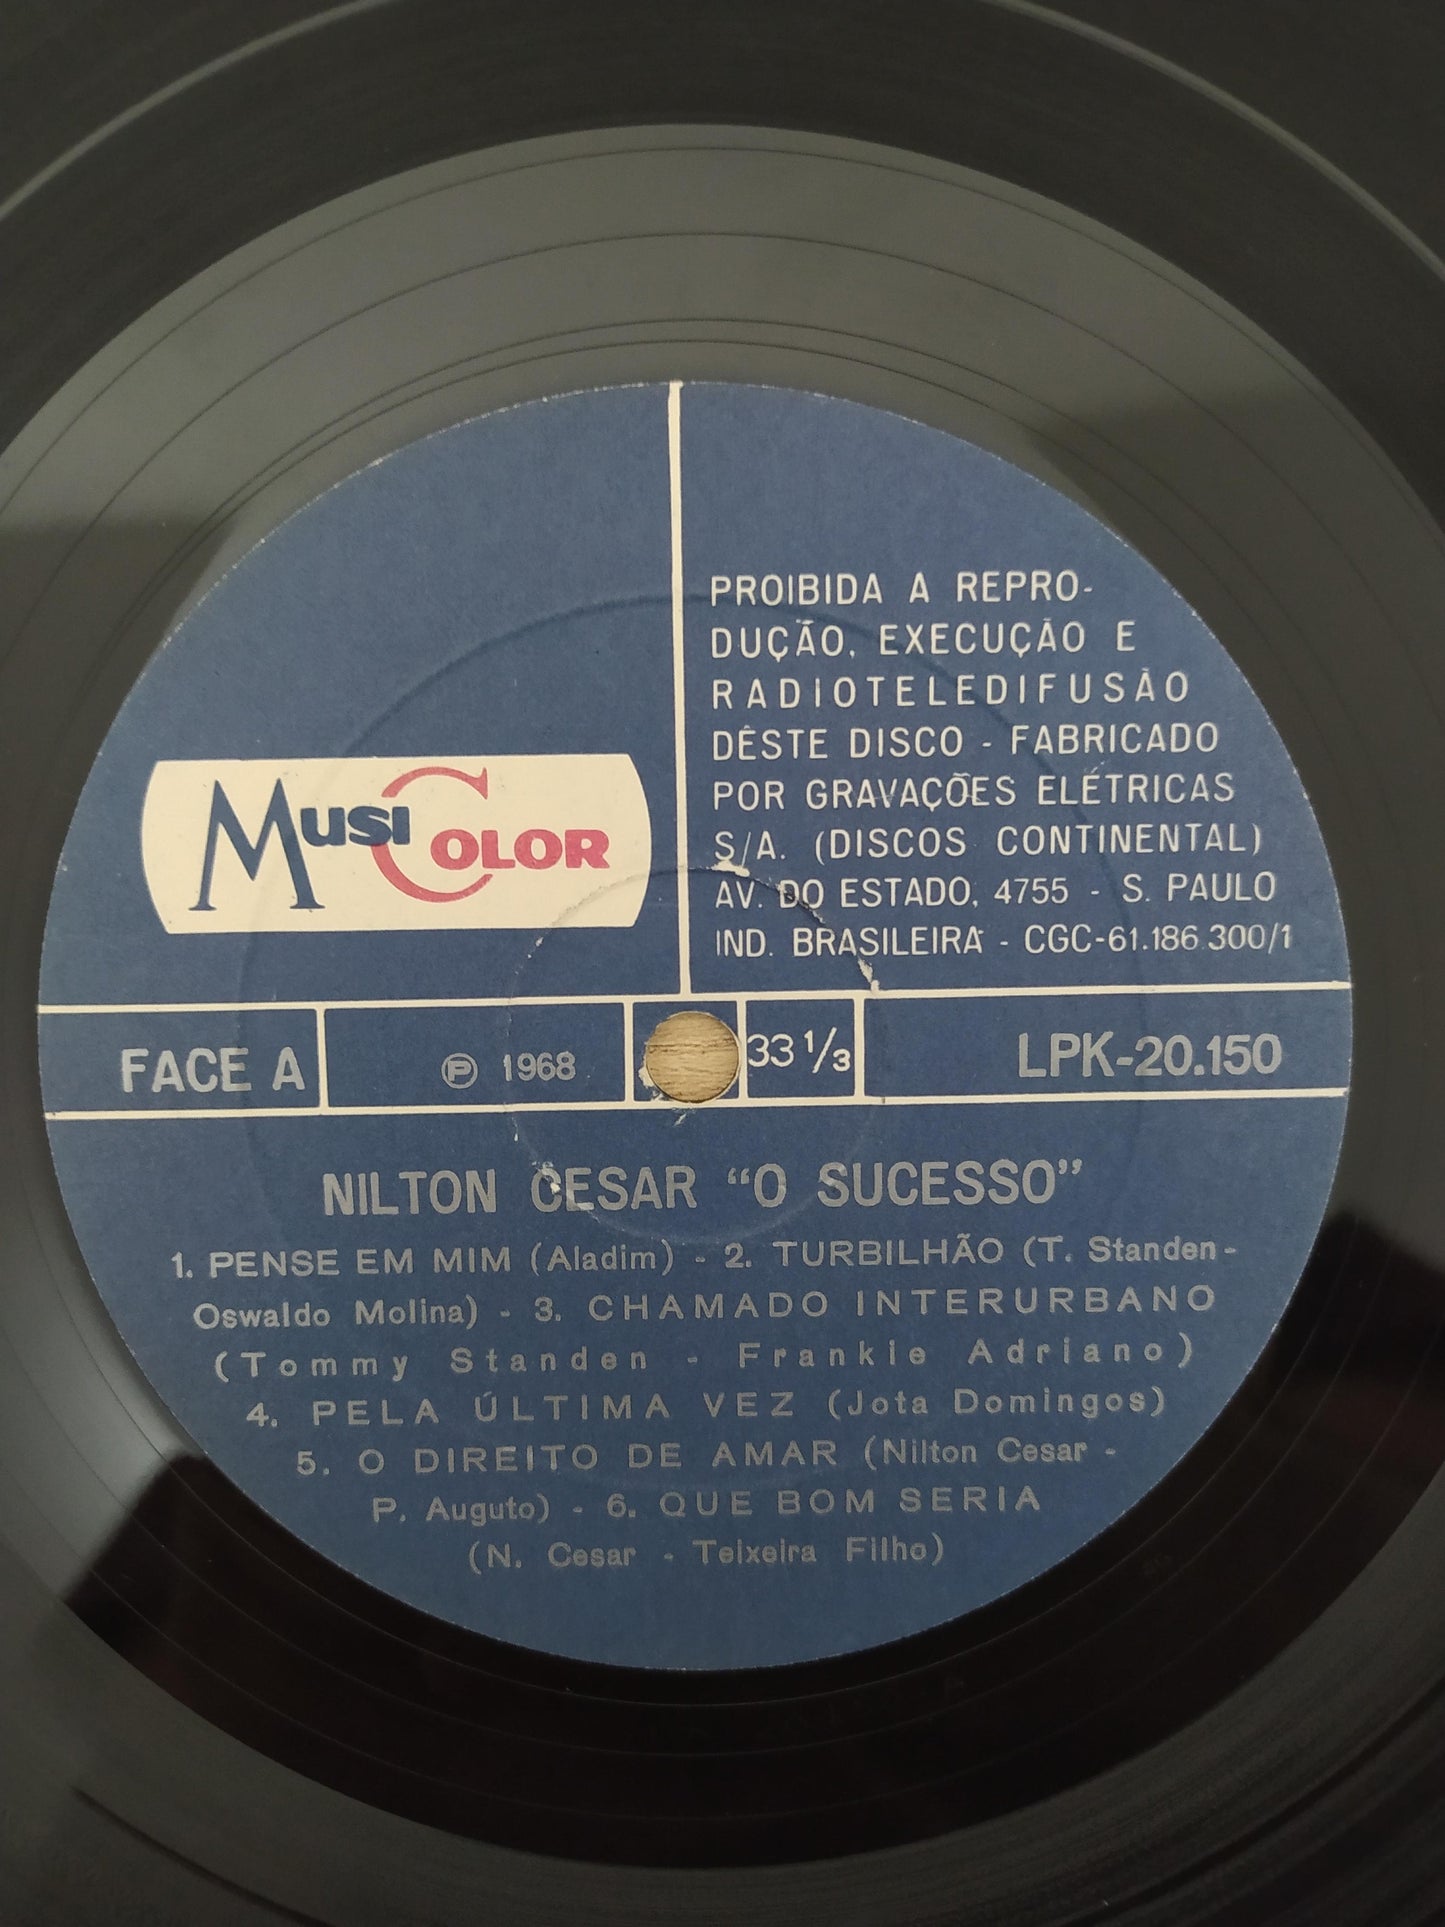 PROIBIDA A REPRO-
DUÇÃO, EXECUÇÃO E
RADIOTELEDIFUSÃO
DÊSTE DISCO - FABRICADO
POR GRAVAÇÕES ELÉTRICAS
S/A. (DISCOS CONTINENTAL)
AV. DO ESTADO, 4755 - S. PAULO
IND. BRASILEIRA - CGC-61.186.300/1
MUSICOLOR
FACE A
℗ 1968
33 1/3
LPK-20.150
NILTON CESAR "O SUCESSO"
1. PENSE EM MIM (Aladim) - 2. TURBILHÃO (T. Standen-
Oswaldo Molina) - 3. CHAMADO INTERURBANO
(Tommy Standen - Frankie Adriano)
4. PELA ÚLTIMA VEZ (Jota Domingos)
5. O DIREITO DE AMAR (Nilton Cesar -
P. Auguto) - 6. QUE BOM SERIA
(N. Cesar - Teixeira Filho)